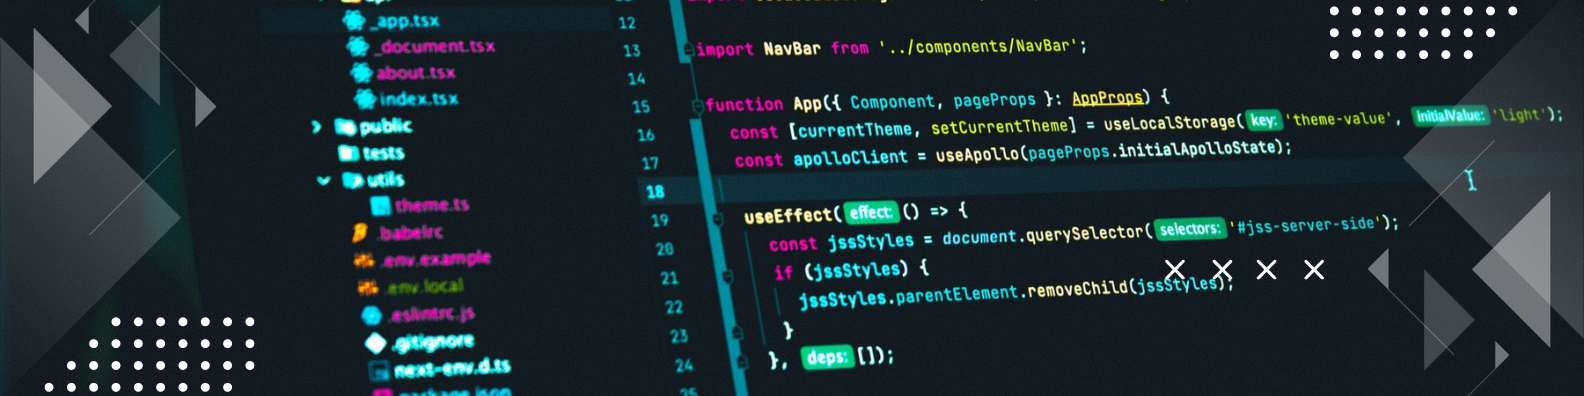 _app.tsx
_document.tsx
about.tsx
index.tsx
public
tests
utils
theme.ts
.babelrc
.env.example
.env.local
.eslintrc.js
.gitignore
next-env.d.ts
package.json
12
13 import NavBar from '../components/NavBar';
14
15 function App({ Component, pageProps }: AppProps) {
16 const [currentTheme, setCurrentTheme] = useLocalStorage( key: 'theme-value', initialValue: 'light');
17 const apolloClient = useApollo(pageProps.initialApolloState);
18
19 useEffect( effect: () => {
20 const jssStyles = document.querySelector( selectors: '#jss-server-side');
21 if (jssStyles) {
22 jssStyles.parentElement.removeChild(jssStyles);
23 }
24 }, deps: []);
25